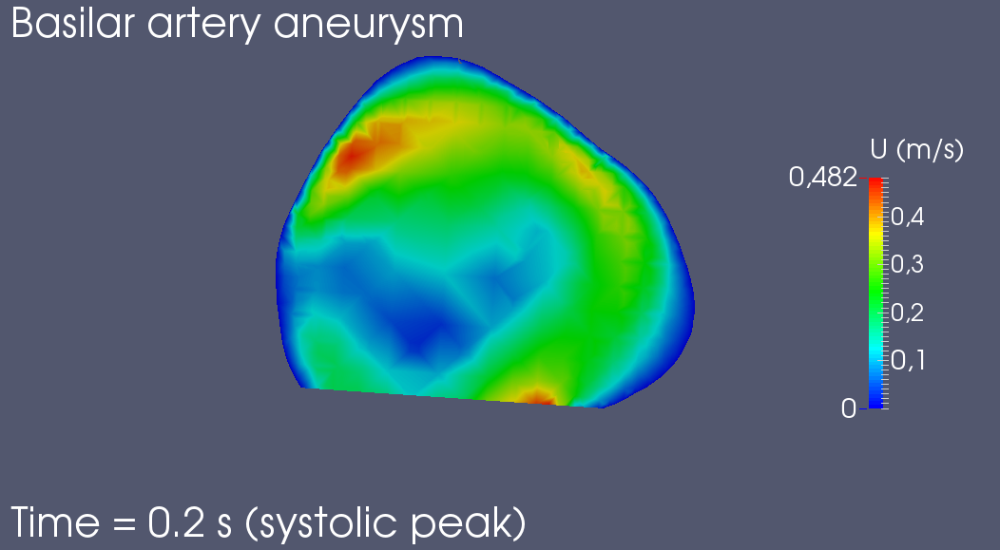 Basilar artery aneurysm
U (m/s)
0,482
0,4
0,3
0,2
0,1
0
Time = 0.2 s (systolic peak)